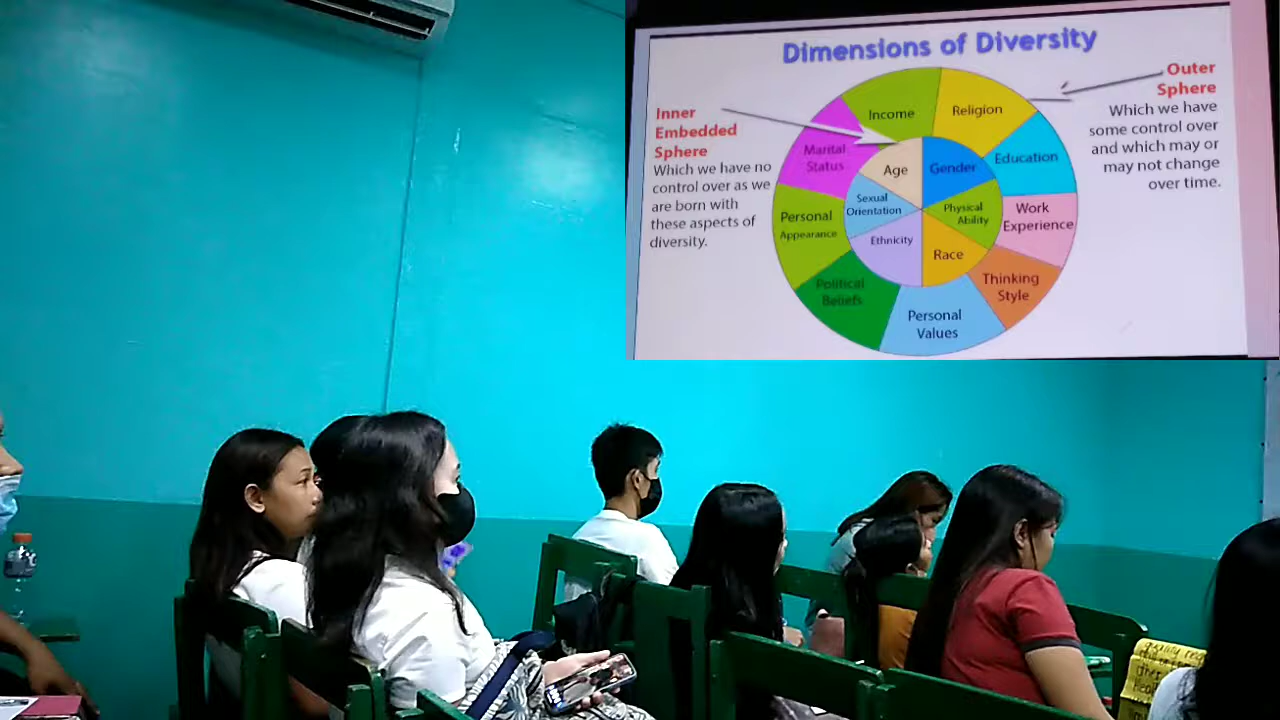 Dimensions of Diversity
Inner
Embedded
Sphere
Which we have no
control over as we
are born with
these aspects of
diversity.
Outer
Sphere
Which we have
some control over
and which may or
may not change
over time.
Income
Religion
Education
Work
Experience
Thinking
Style
Personal
Values
Political
Beliefs
Personal
Appearance
Marital
Status
Age
Gender
Physical
Ability
Race
Ethnicity
Sexual
Orientation